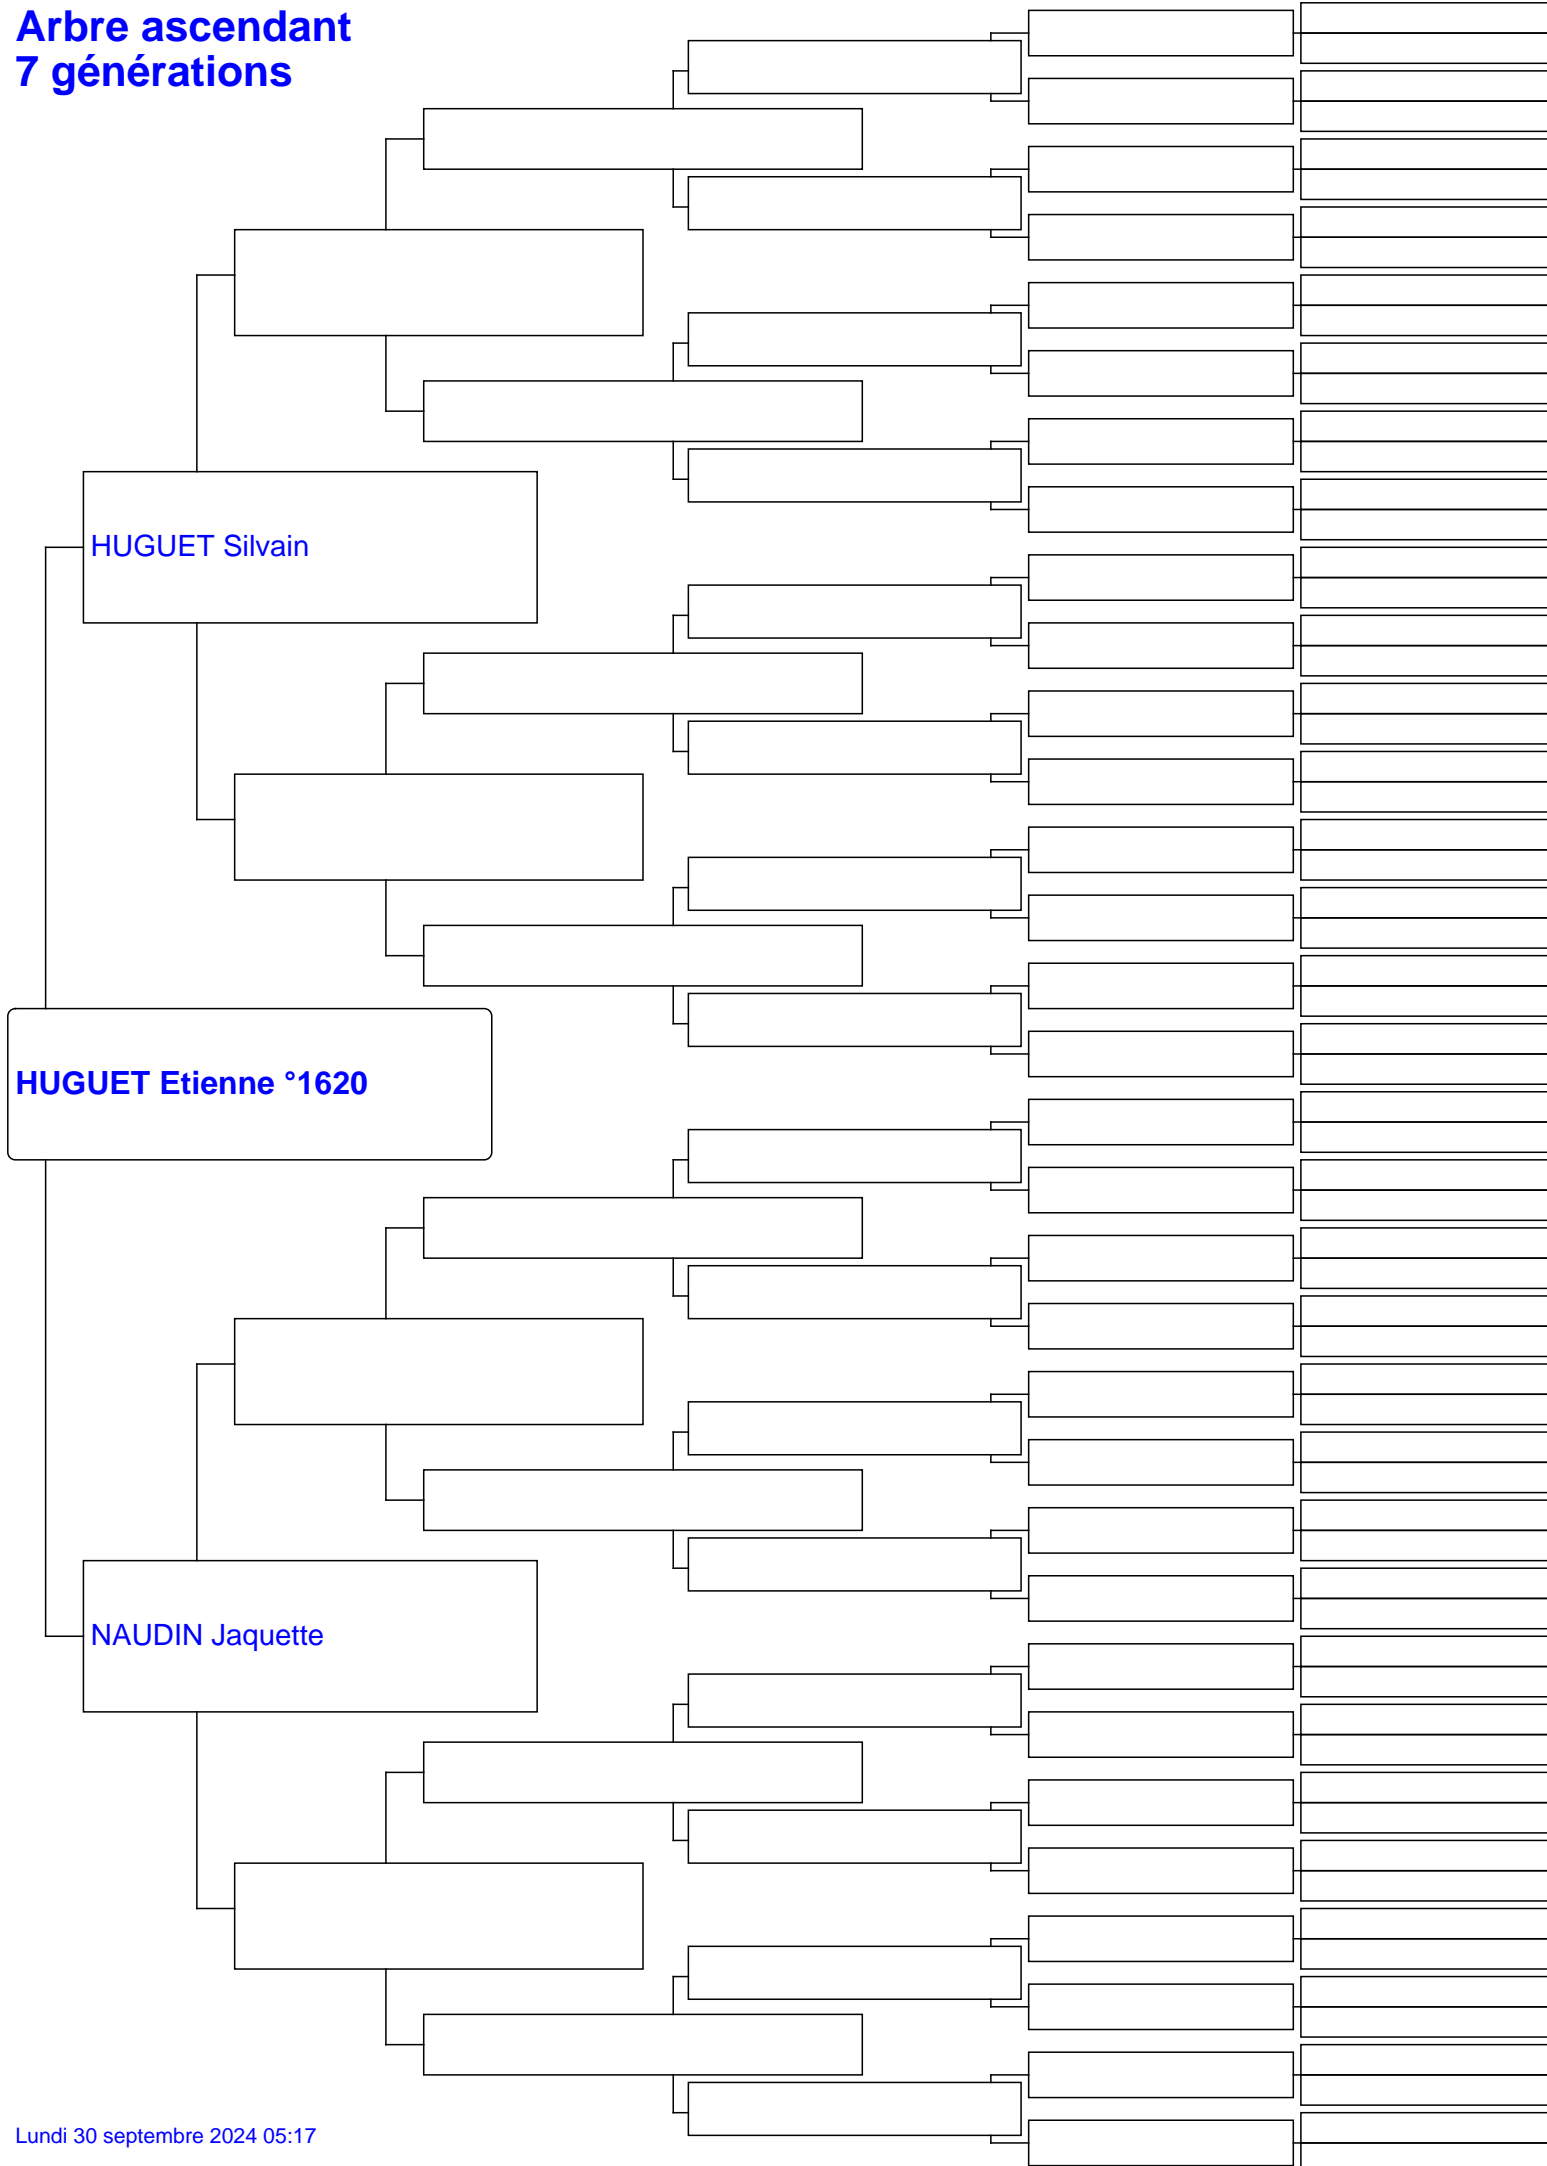 Arbre ascendant
7 générations
HUGUET Silvain
HUGUET Etienne °1620
NAUDIN Jaquette
Lundi 30 septembre 2024 05:17